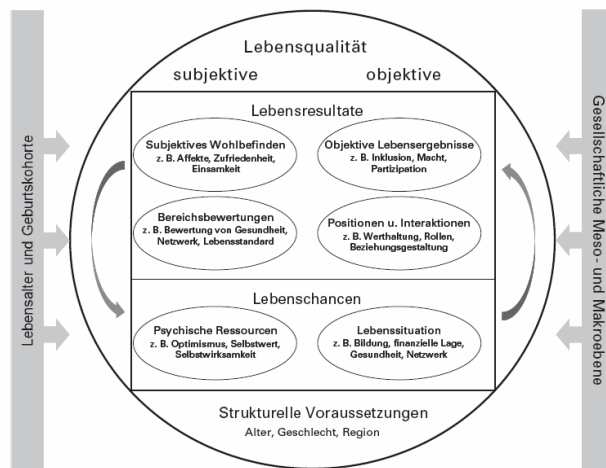 Lebensqualität
subjektive objektive
Lebensresultate
Subjektives Wohlbefinden
z. B. Affekte, Zufriedenheit,
Einsamkeit
Objektive Lebensergebnisse
z. B. Inklusion, Macht,
Partizipation
Bereichsbewertungen
z. B. Bewertung von Gesundheit,
Netzwerk, Lebensstandard
Positionen u. Interaktionen
z. B. Werthaltung, Rollen,
Beziehungsgestaltung
Lebenschancen
Psychische Ressourcen
z. B. Optimismus, Selbstwert,
Selbstwirksamkeit
Lebenssituation
z. B. Bildung, finanzielle Lage,
Gesundheit, Netzwerk
Strukturelle Voraussetzungen
Alter, Geschlecht, Region
Lebensalter und Geburtskohorte
Gesellschaftliche Meso- und Makroebene